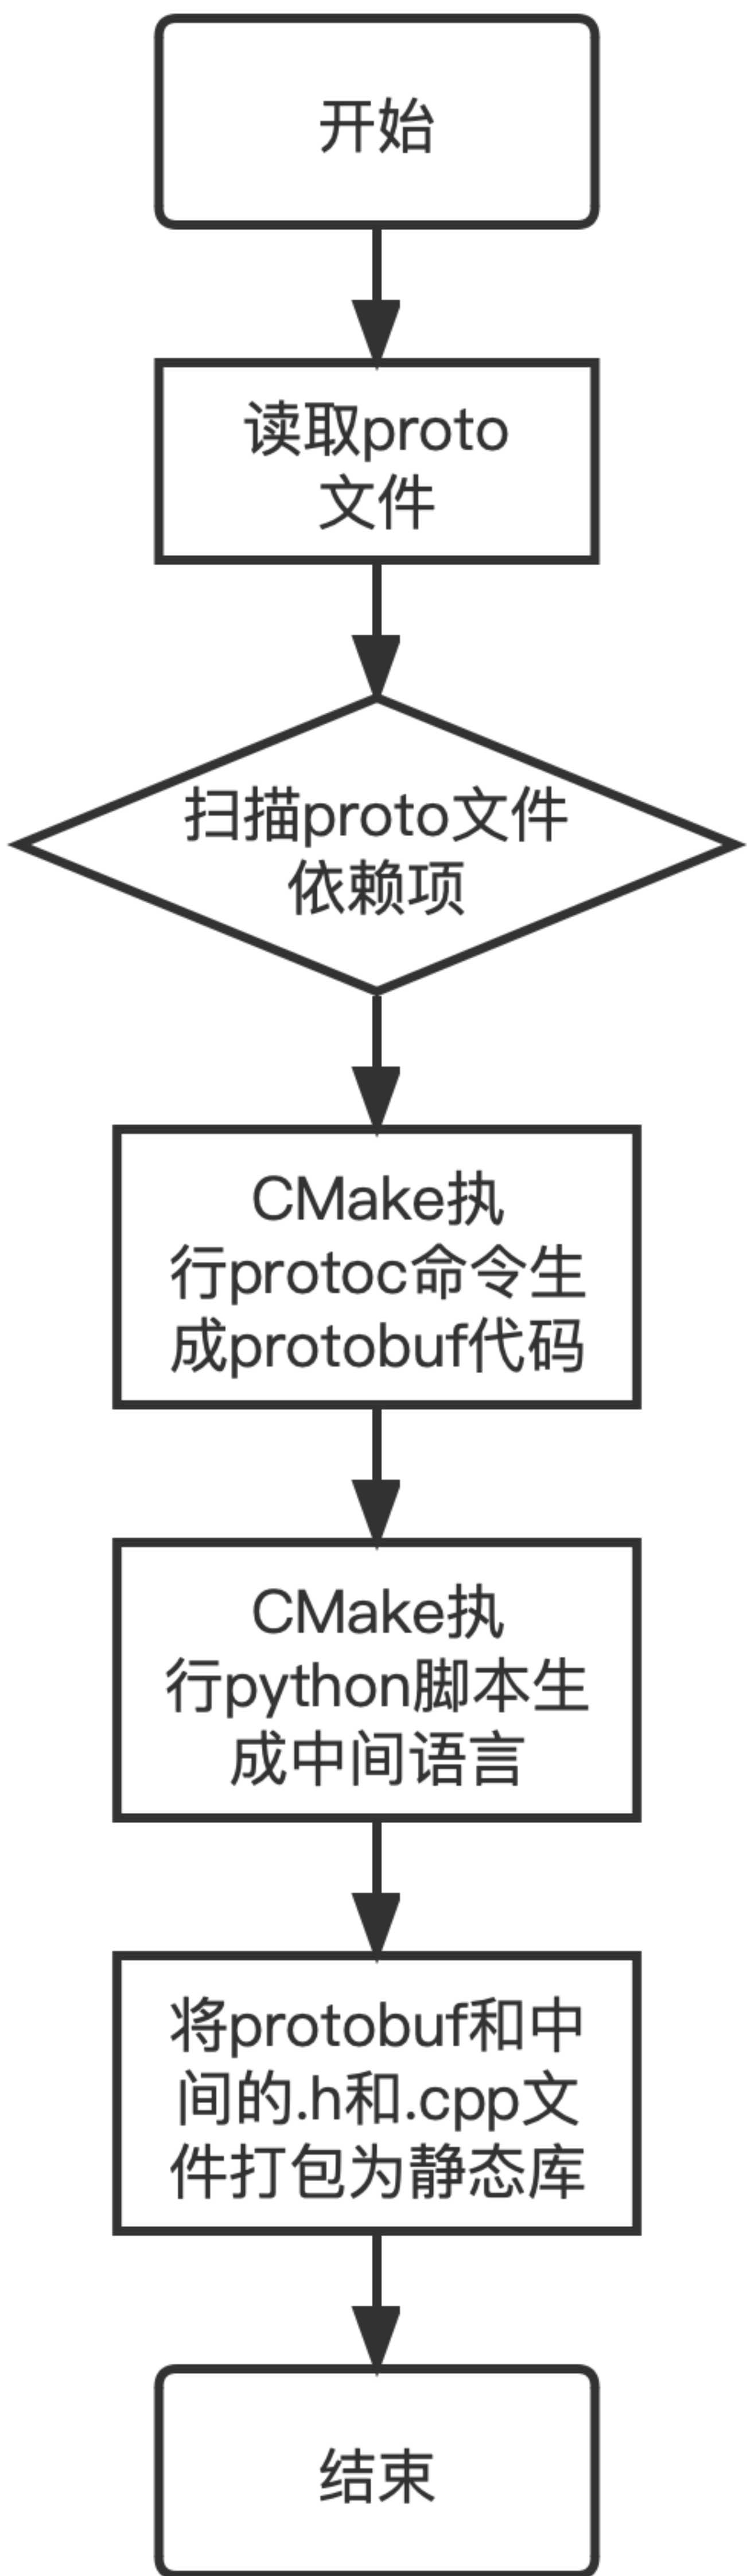 开始
读取proto
文件
扫描proto文件
依赖项
CMake执
行protoc命令生
成protobuf代码
CMake执
行python脚本生
成中间语言
将protobuf和中
间的.h和.cpp文
件打包为静态库
结束